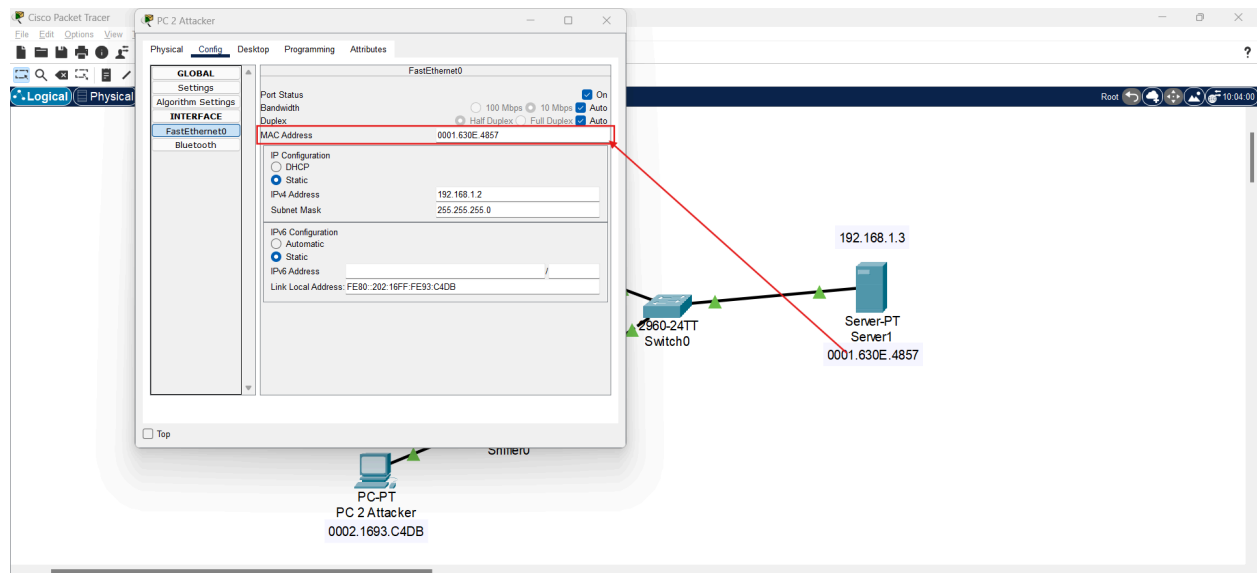 Cisco Packet Tracer
File Edit Options View
?
Logical
Physical
Root
10:04:00
PC 2 Attacker
Physical Config Desktop Programming Attributes
GLOBAL
Settings
Algorithm Settings
INTERFACE
FastEthernet0
Bluetooth
FastEthernet0
Port Status On
Bandwidth 100 Mbps 10 Mbps Auto
Duplex Half Duplex Full Duplex Auto
MAC Address 0001.630E.4857
IP Configuration
DHCP
Static
IPv4 Address 192.168.1.2
Subnet Mask 255.255.255.0
IPv6 Configuration
Automatic
Static
IPv6 Address /
Link Local Address: FE80::202:16FF:FE93:C4DB
Top
192.168.1.3
2960-24TT
Switch0
Server-PT
Server1
0001.630E.4857
Sniffer0
PC-PT
PC 2 Attacker
0002.1693.C4DB